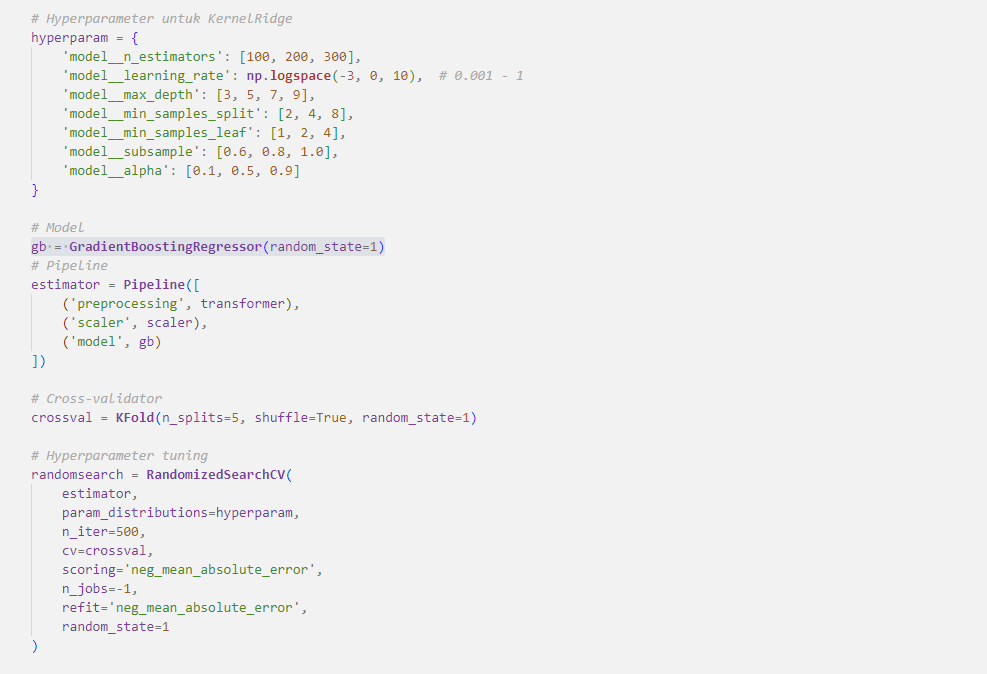 # Hyperparameter untuk KernelRidge
hyperparam = {
    'model__n_estimators': [100, 200, 300],
    'model__learning_rate': np.logspace(-3, 0, 10),  # 0.001 - 1
    'model__max_depth': [3, 5, 7, 9],
    'model__min_samples_split': [2, 4, 8],
    'model__min_samples_leaf': [1, 2, 4],
    'model__subsample': [0.6, 0.8, 1.0],
    'model__alpha': [0.1, 0.5, 0.9]
}
# Model
gb = GradientBoostingRegressor(random_state=1)
# Pipeline
estimator = Pipeline([
    ('preprocessing', transformer),
    ('scaler', scaler),
    ('model', gb)
])
# Cross-validator
crossval = KFold(n_splits=5, shuffle=True, random_state=1)
# Hyperparameter tuning
randomsearch = RandomizedSearchCV(
    estimator,
    param_distributions=hyperparam,
    n_iter=500,
    cv=crossval,
    scoring='neg_mean_absolute_error',
    n_jobs=-1,
    refit='neg_mean_absolute_error',
    random_state=1
)